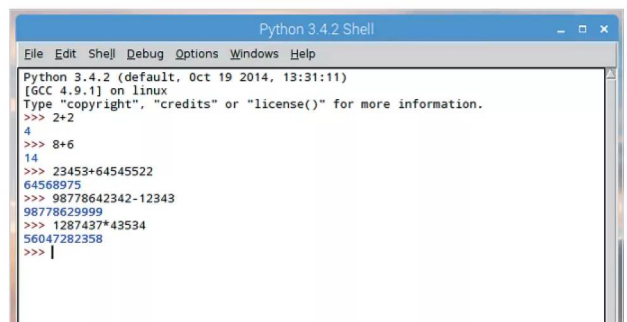 Python 3.4.2 Shell
File Edit Shell Debug Options Windows Help
Python 3.4.2 (default, Oct 19 2014, 13:31:11)
[GCC 4.9.1] on linux
Type "copyright", "credits" or "license()" for more information.
>>> 2+2
4
>>> 8+6
14
>>> 23453+64545522
64568975
>>> 98778642342-12343
98778629999
>>> 1287437*43534
56047282358
>>>